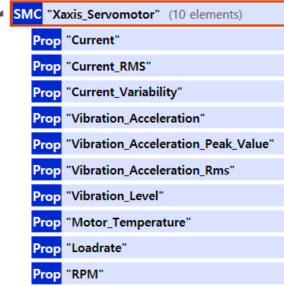 SMC "Xaxis_Servomotor" (10 elements)
Prop "Current"
Prop "Current_RMS"
Prop "Current_Variability"
Prop "Vibration_Acceleration"
Prop "Vibration_Acceleration_Peak_Value"
Prop "Vibration_Acceleration_Rms"
Prop "Vibration_Level"
Prop "Motor_Temperature"
Prop "Loadrate"
Prop "RPM"